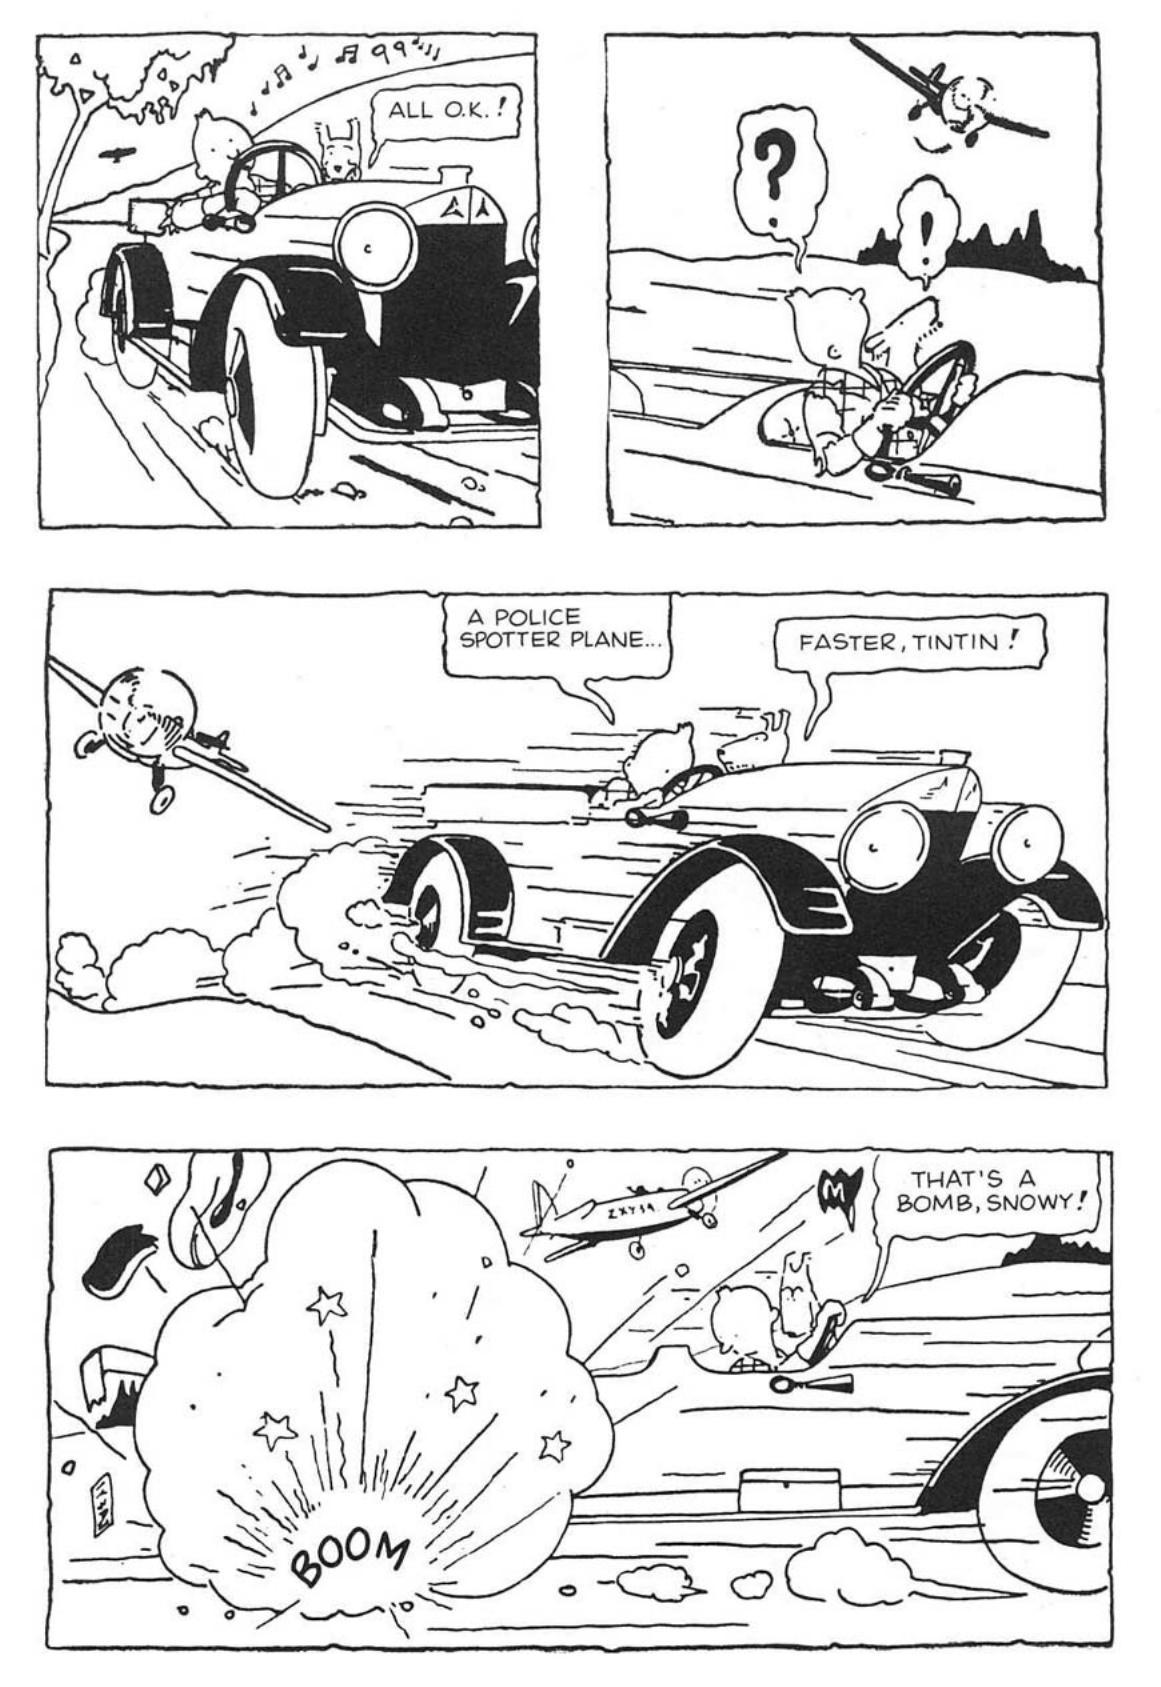 ALL O.K.!
?
!
A POLICE
SPOTTER PLANE...
FASTER, TINTIN!
THAT'S A
BOMB, SNOWY!
BOOM